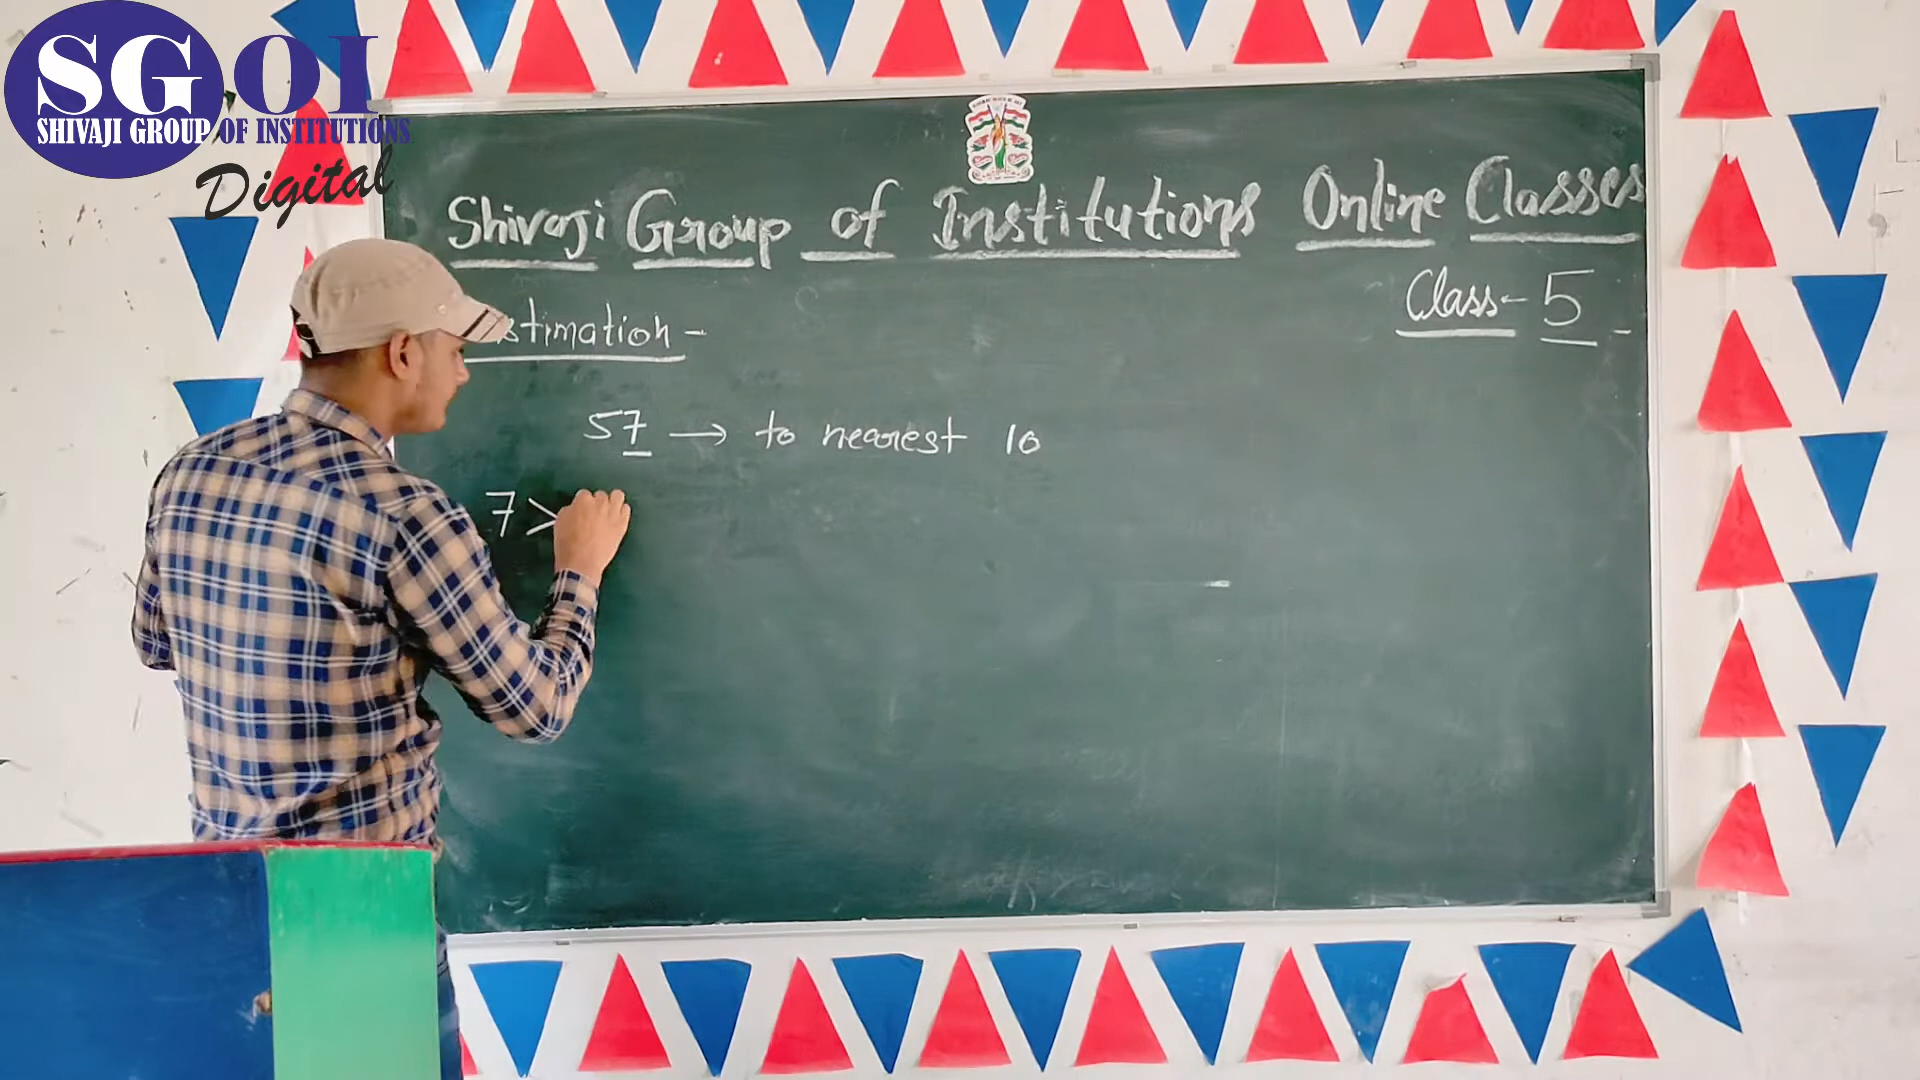 SGOI
SHIVAJI GROUP OF INSTITUTIONS
Digital
Shivaji Group of Institutions Online Classes
Class - 5
stimation -
57 → to nearest 10
7 >